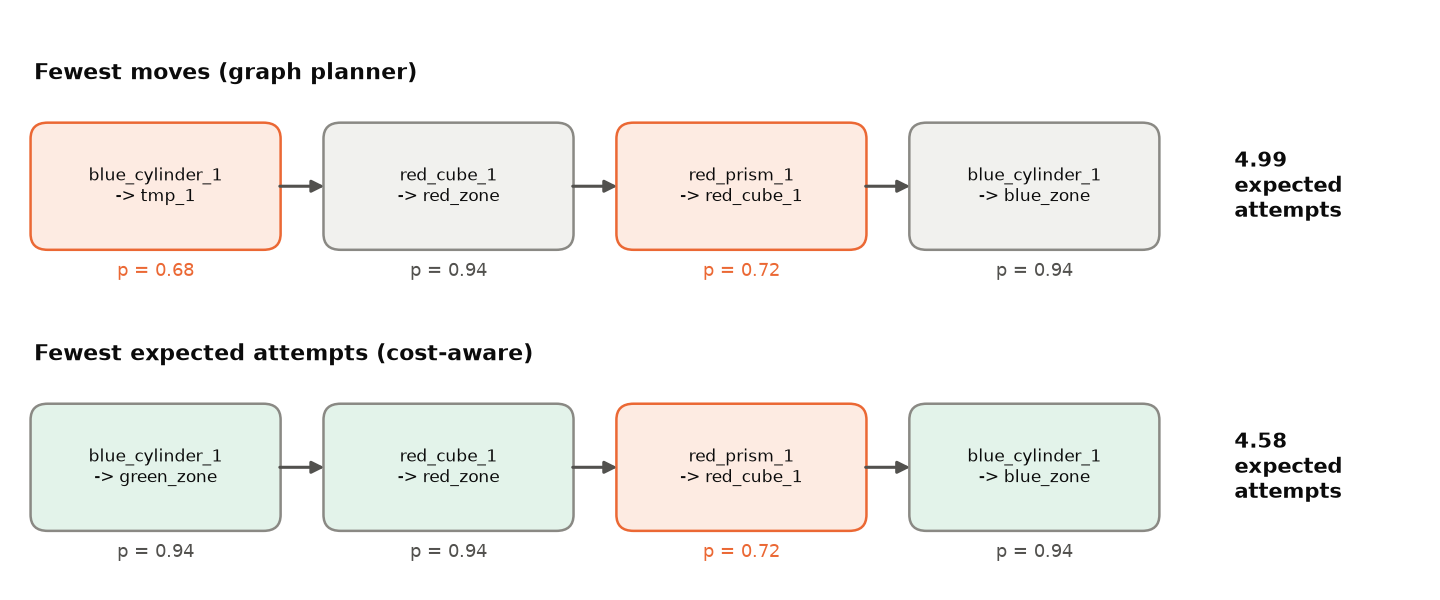 Fewest moves (graph planner)
blue_cylinder_1
-> tmp_1
red_cube_1
-> red_zone
red_prism_1
-> red_cube_1
blue_cylinder_1
-> blue_zone
4.99
expected
attempts
p = 0.68
p = 0.94
p = 0.72
p = 0.94
Fewest expected attempts (cost-aware)
blue_cylinder_1
-> green_zone
red_cube_1
-> red_zone
red_prism_1
-> red_cube_1
blue_cylinder_1
-> blue_zone
4.58
expected
attempts
p = 0.94
p = 0.94
p = 0.72
p = 0.94